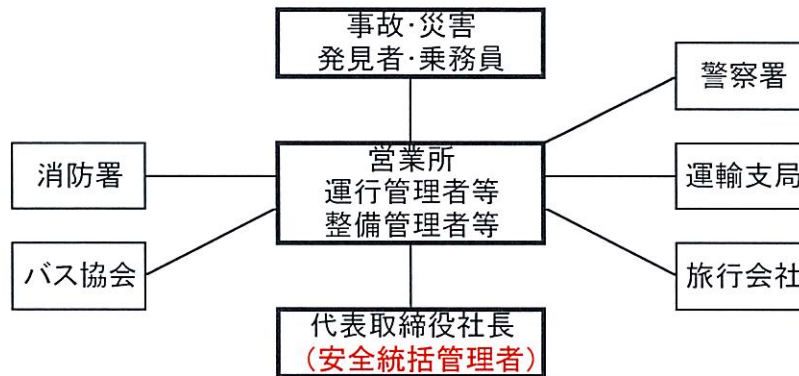 事故・災害
発見者・乗務員
警察署
消防署
営業所
運行管理者等
整備管理者等
運輸支局
バス協会
旅行会社
代表取締役社長
（安全統括管理者）